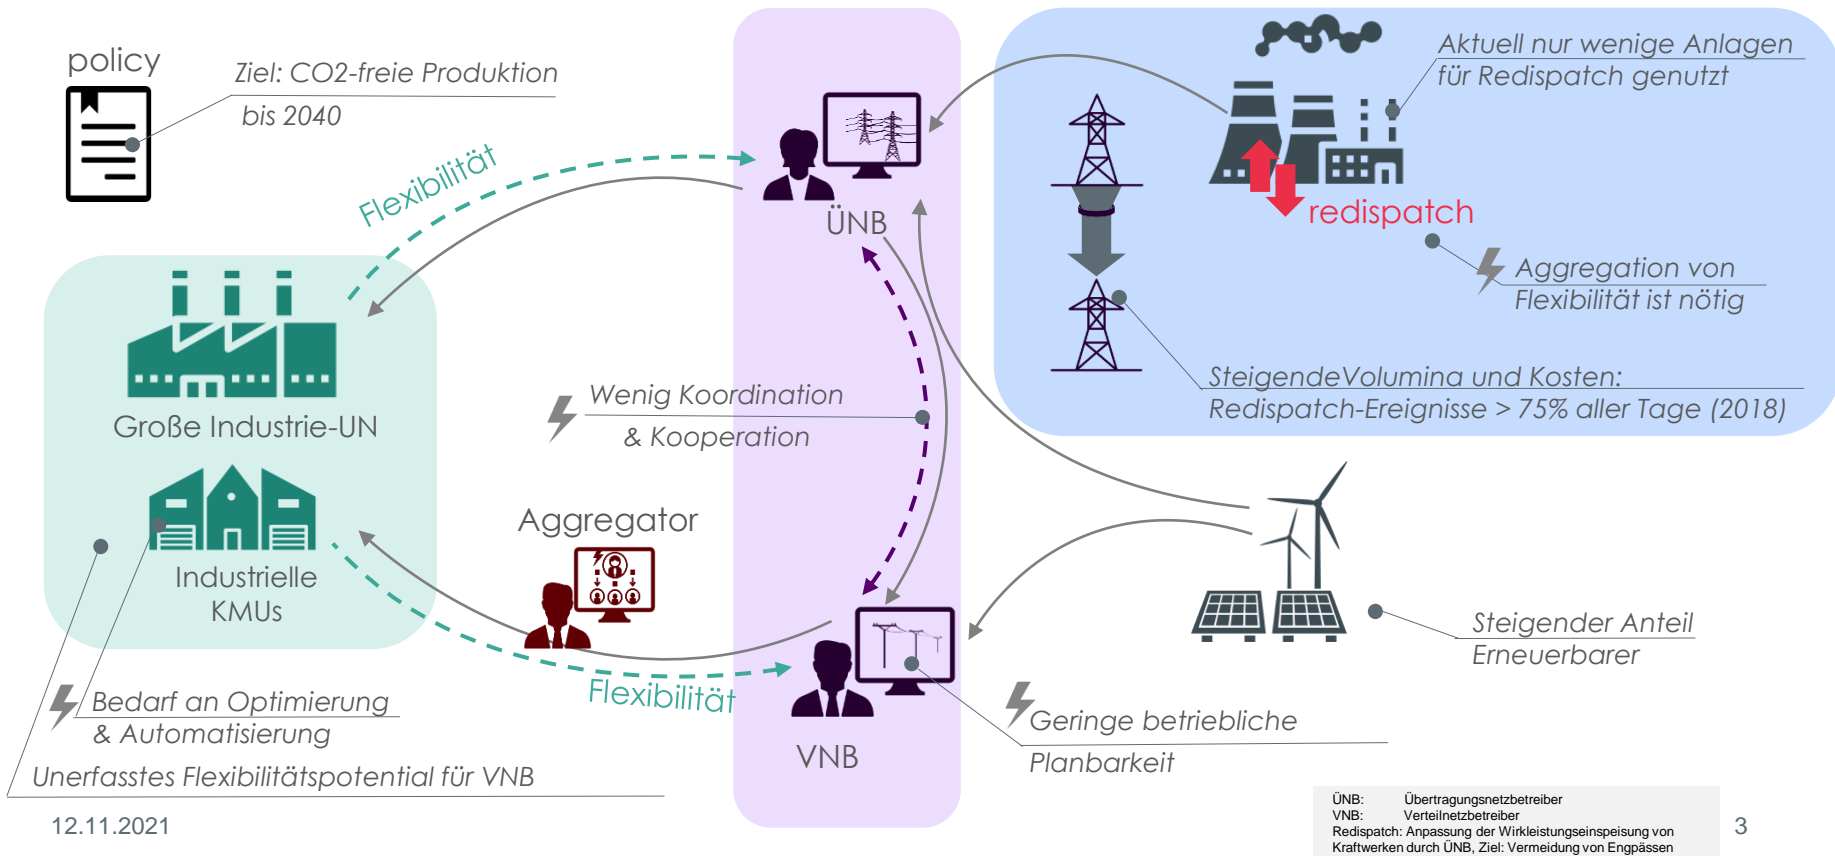 policy
Ziel: CO2-freie Produktion
bis 2040
Flexibilität
Große Industrie-UN
Industrielle
KMUs
Bedarf an Optimierung
& Automatisierung
Unerfasstes Flexibilitätspotential für VNB
Aggregator
Flexibilität
ÜNB
Wenig Koordination
& Kooperation
VNB
Aktuell nur wenige Anlagen
für Redispatch genutzt
redispatch
Aggregation von
Flexibilität ist nötig
SteigendeVolumina und Kosten:
Redispatch-Ereignisse > 75% aller Tage (2018)
Steigender Anteil
Erneuerbarer
Geringe betriebliche
Planbarkeit
12.11.2021
ÜNB: Übertragungsnetzbetreiber
VNB: Verteilnetzbetreiber
Redispatch: Anpassung der Wirkleistungseinspeisung von
Kraftwerken durch ÜNB, Ziel: Vermeidung von Engpässen
3